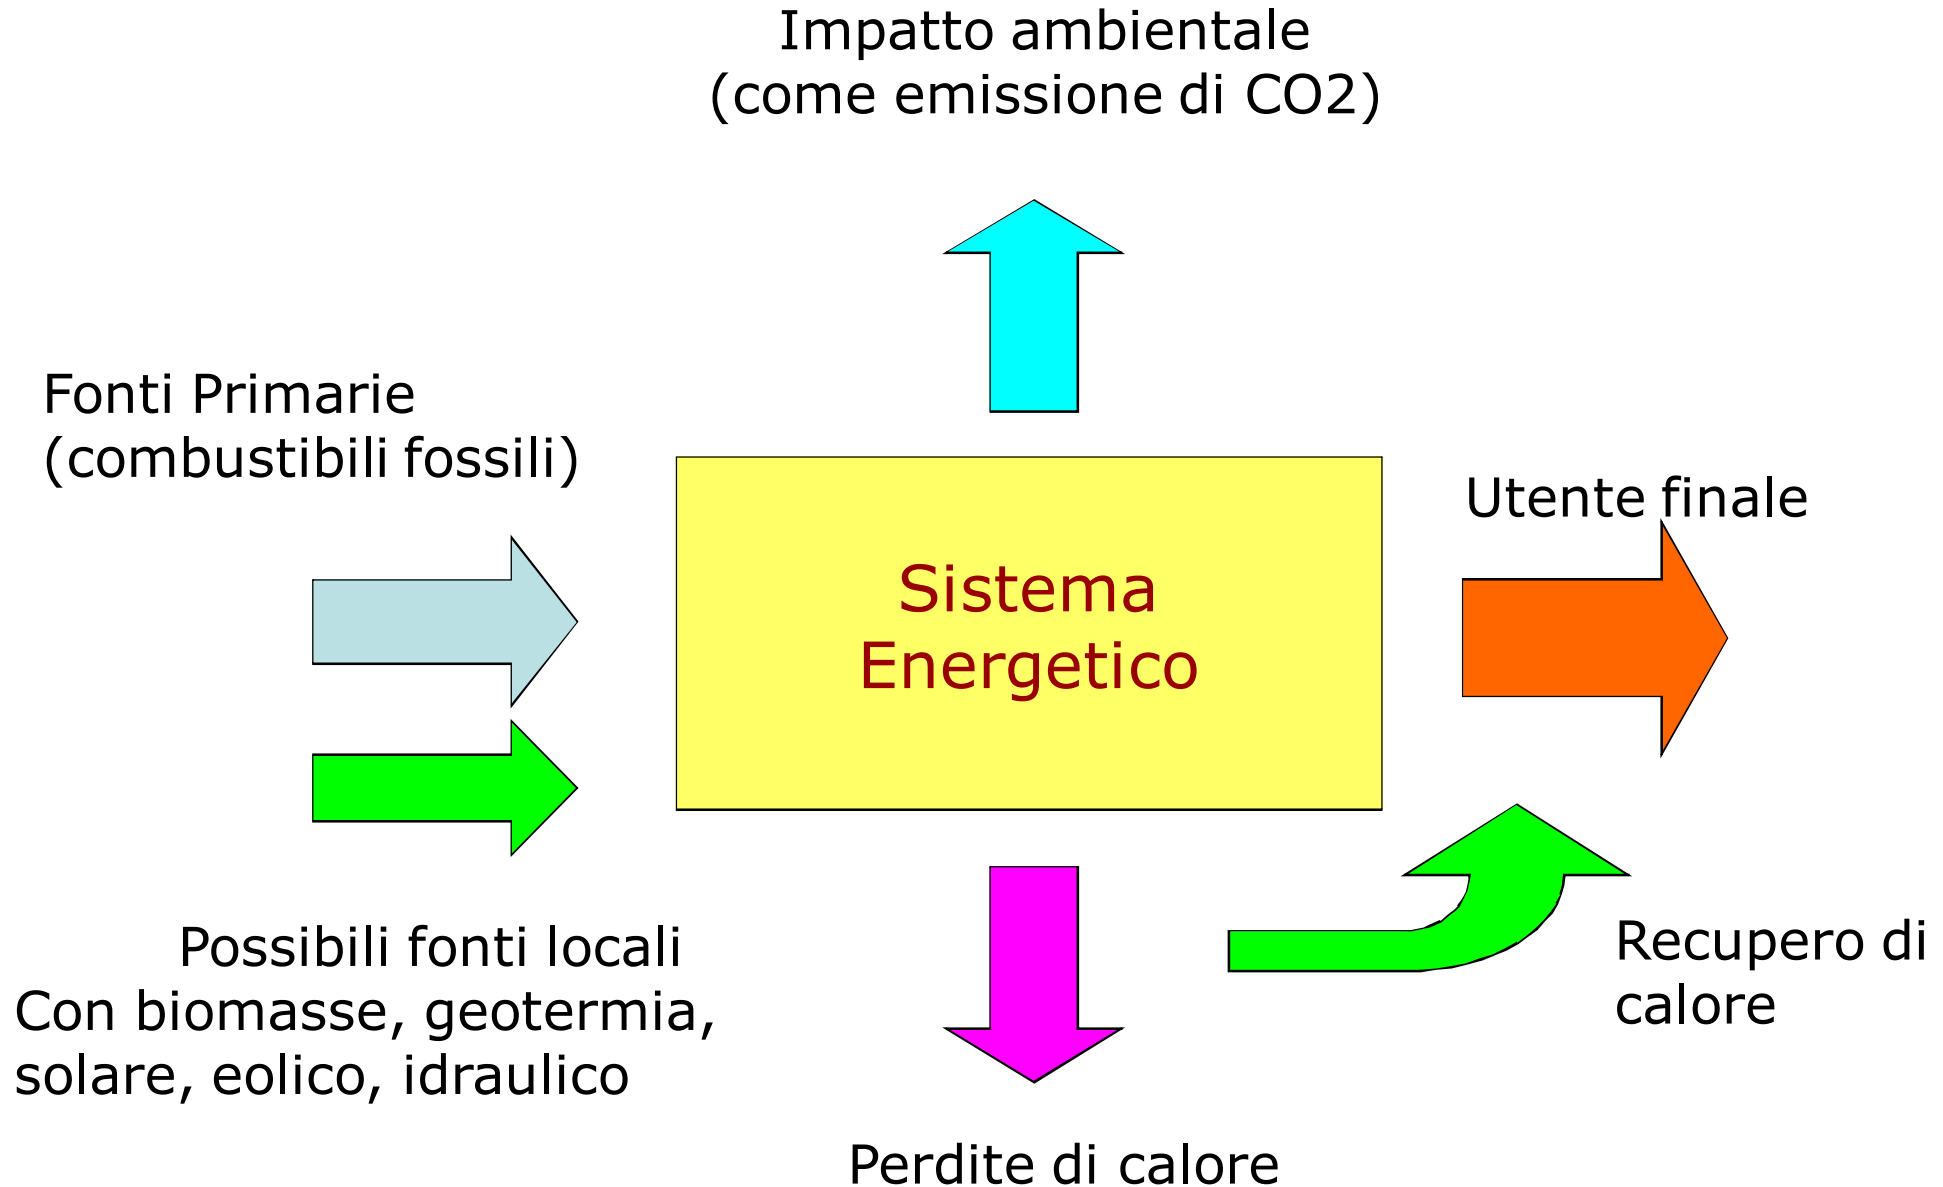 Impatto ambientale
(come emissione di CO2)
Fonti Primarie
(combustibili fossili)
Utente finale
Sistema
Energetico
Possibili fonti locali
Con biomasse, geotermia,
solare, eolico, idraulico
Recupero di
calore
Perdite di calore